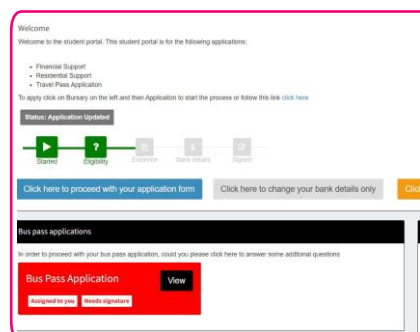 Welcome
Welcome to the student portal. This student portal is for the following applications:
Financial Support
Residential Support
Travel Pass Application
To apply click on Bursary on the left and then Applicaiton to start the process or follow this link click here
Status: Application Updated
Started Eligibility Evidence Bank details Signed
Click here to proceed with your application form Click here to change your bank details only Clic
Bus pass applications
In order to proceed with your bus pass application, could you please click here to answer some addtional questions
Bus Pass Application View
Assigned to you Needs signature